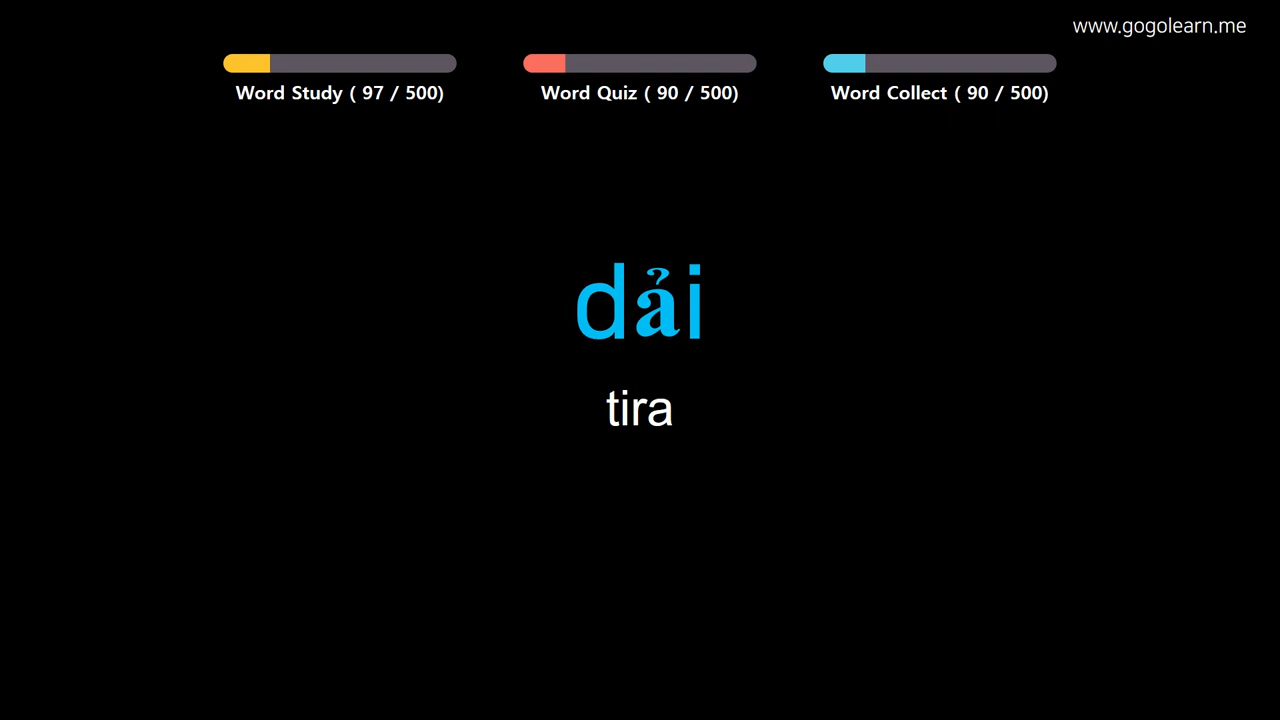 www.gogolearn.me
Word Study ( 97 / 500)
Word Quiz ( 90 / 500)
Word Collect ( 90 / 500)
dải
tira